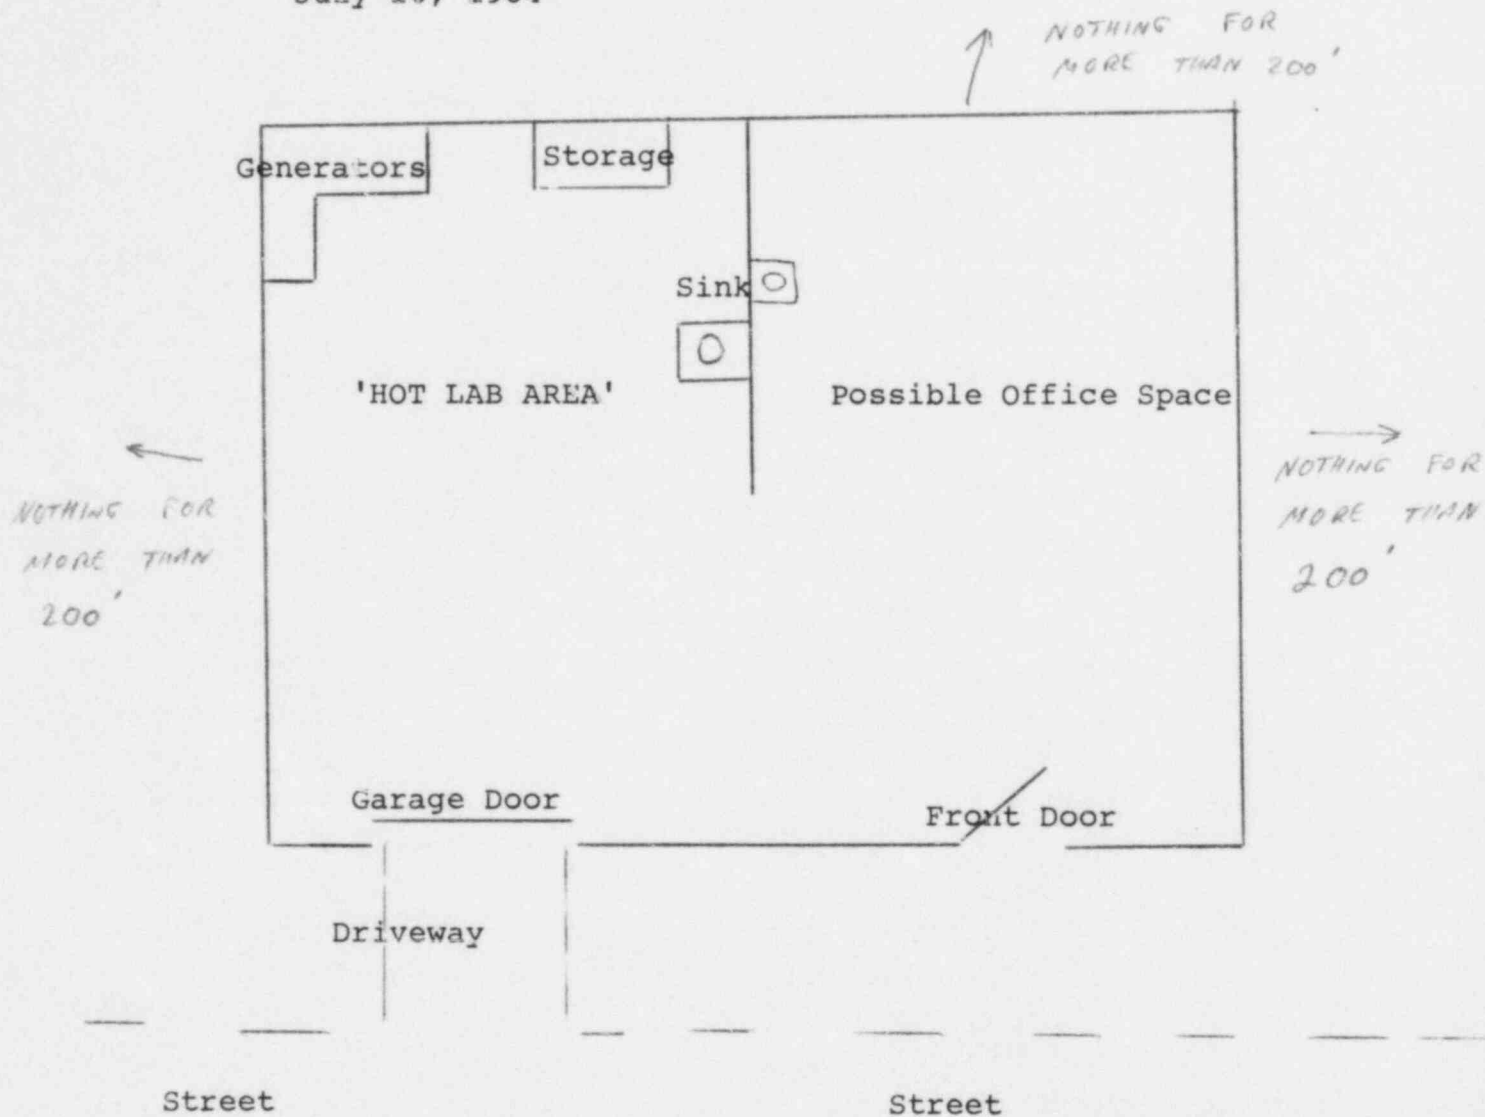 NOTHING FOR
MORE THAN 200'
Generators
Storage
Sink
'HOT LAB AREA'
Possible Office Space
NOTHING FOR
MORE THAN
200'
NOTHING FOR
MORE THAN
200'
Garage Door
Front Door
Driveway
Street
Street